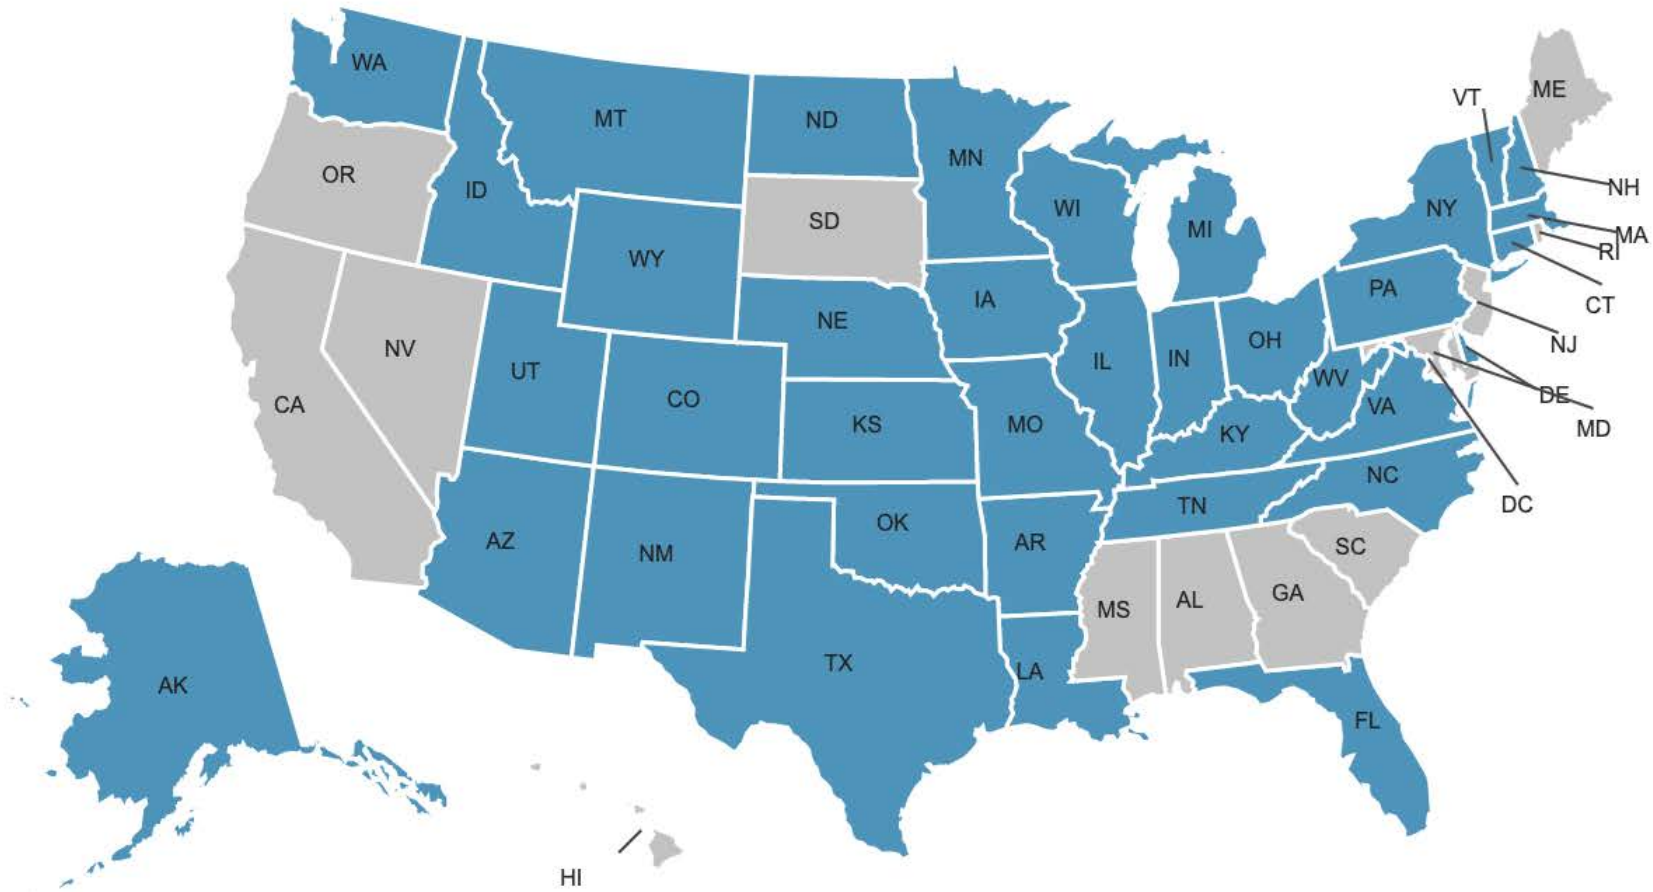 WA
MT
ND
MN
ME
VT
OR
ID
SD
WI
MI
NY
NH
MA
RI
WY
IA
PA
CT
NE
NV
UT
CO
IL
IN
OH
NJ
CA
KS
MO
WV
VA
DE
KY
MD
NC
TN
DC
AZ
NM
OK
AR
SC
MS
AL
GA
TX
LA
AK
FL
HI